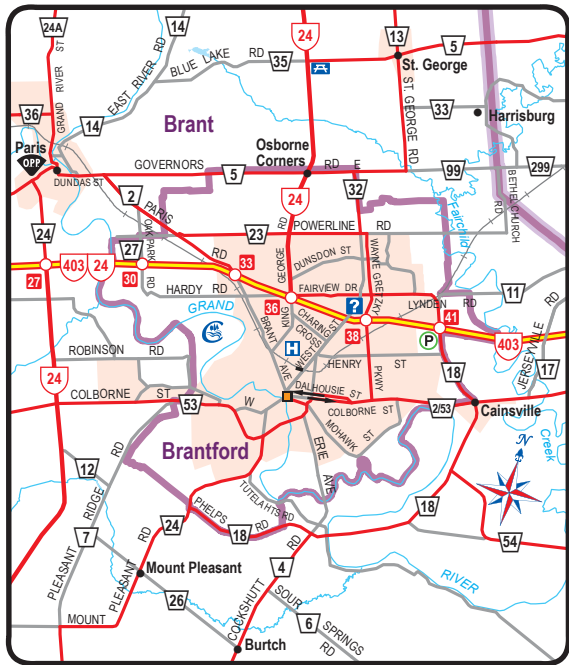 24A
14
24
13
5
GRAND RIVER ST
EAST RIVER RD
BLUE LAKE RD
35
St. George
36
14
ST. GEORGE RD
33
Harrisburg
Brant
Paris
OPP
Osborne Corners
GOVERNORS RD E
5
99
299
DUNDAS ST
2
PARIS RD
32
24
Fairchild Creek
BETHEL CHURCH RD
24
OAK PARK RD
27
23
POWERLINE RD
KING GEORGE RD
DUNSDON ST
WAYNE GRETZKY PKWY
403
24
27
30
33
HARDY RD
FAIRVIEW DR
?
36
38
LYNDEN RD
41
11
403
GRAND RIVER
BRANT AVE
CHARING CROSS ST
WEST ST
H
HENRY ST
P
18
JERSEYVILLE RD
17
ROBINSON RD
24
COLBORNE ST W
53
DALHOUSIE ST
COLBORNE ST
2/53
Cainsville
Brantford
MOHAWK ST
ERIE AVE
N
12
PLEASANT RIDGE RD
7
24
PHELPS RD
18
TUTELA HTS RD
18
54
MOUNT PLEASANT RD
Mount Pleasant
26
4
COCKSHUTT RD
SOUR SPRINGS RD
6
Burtch